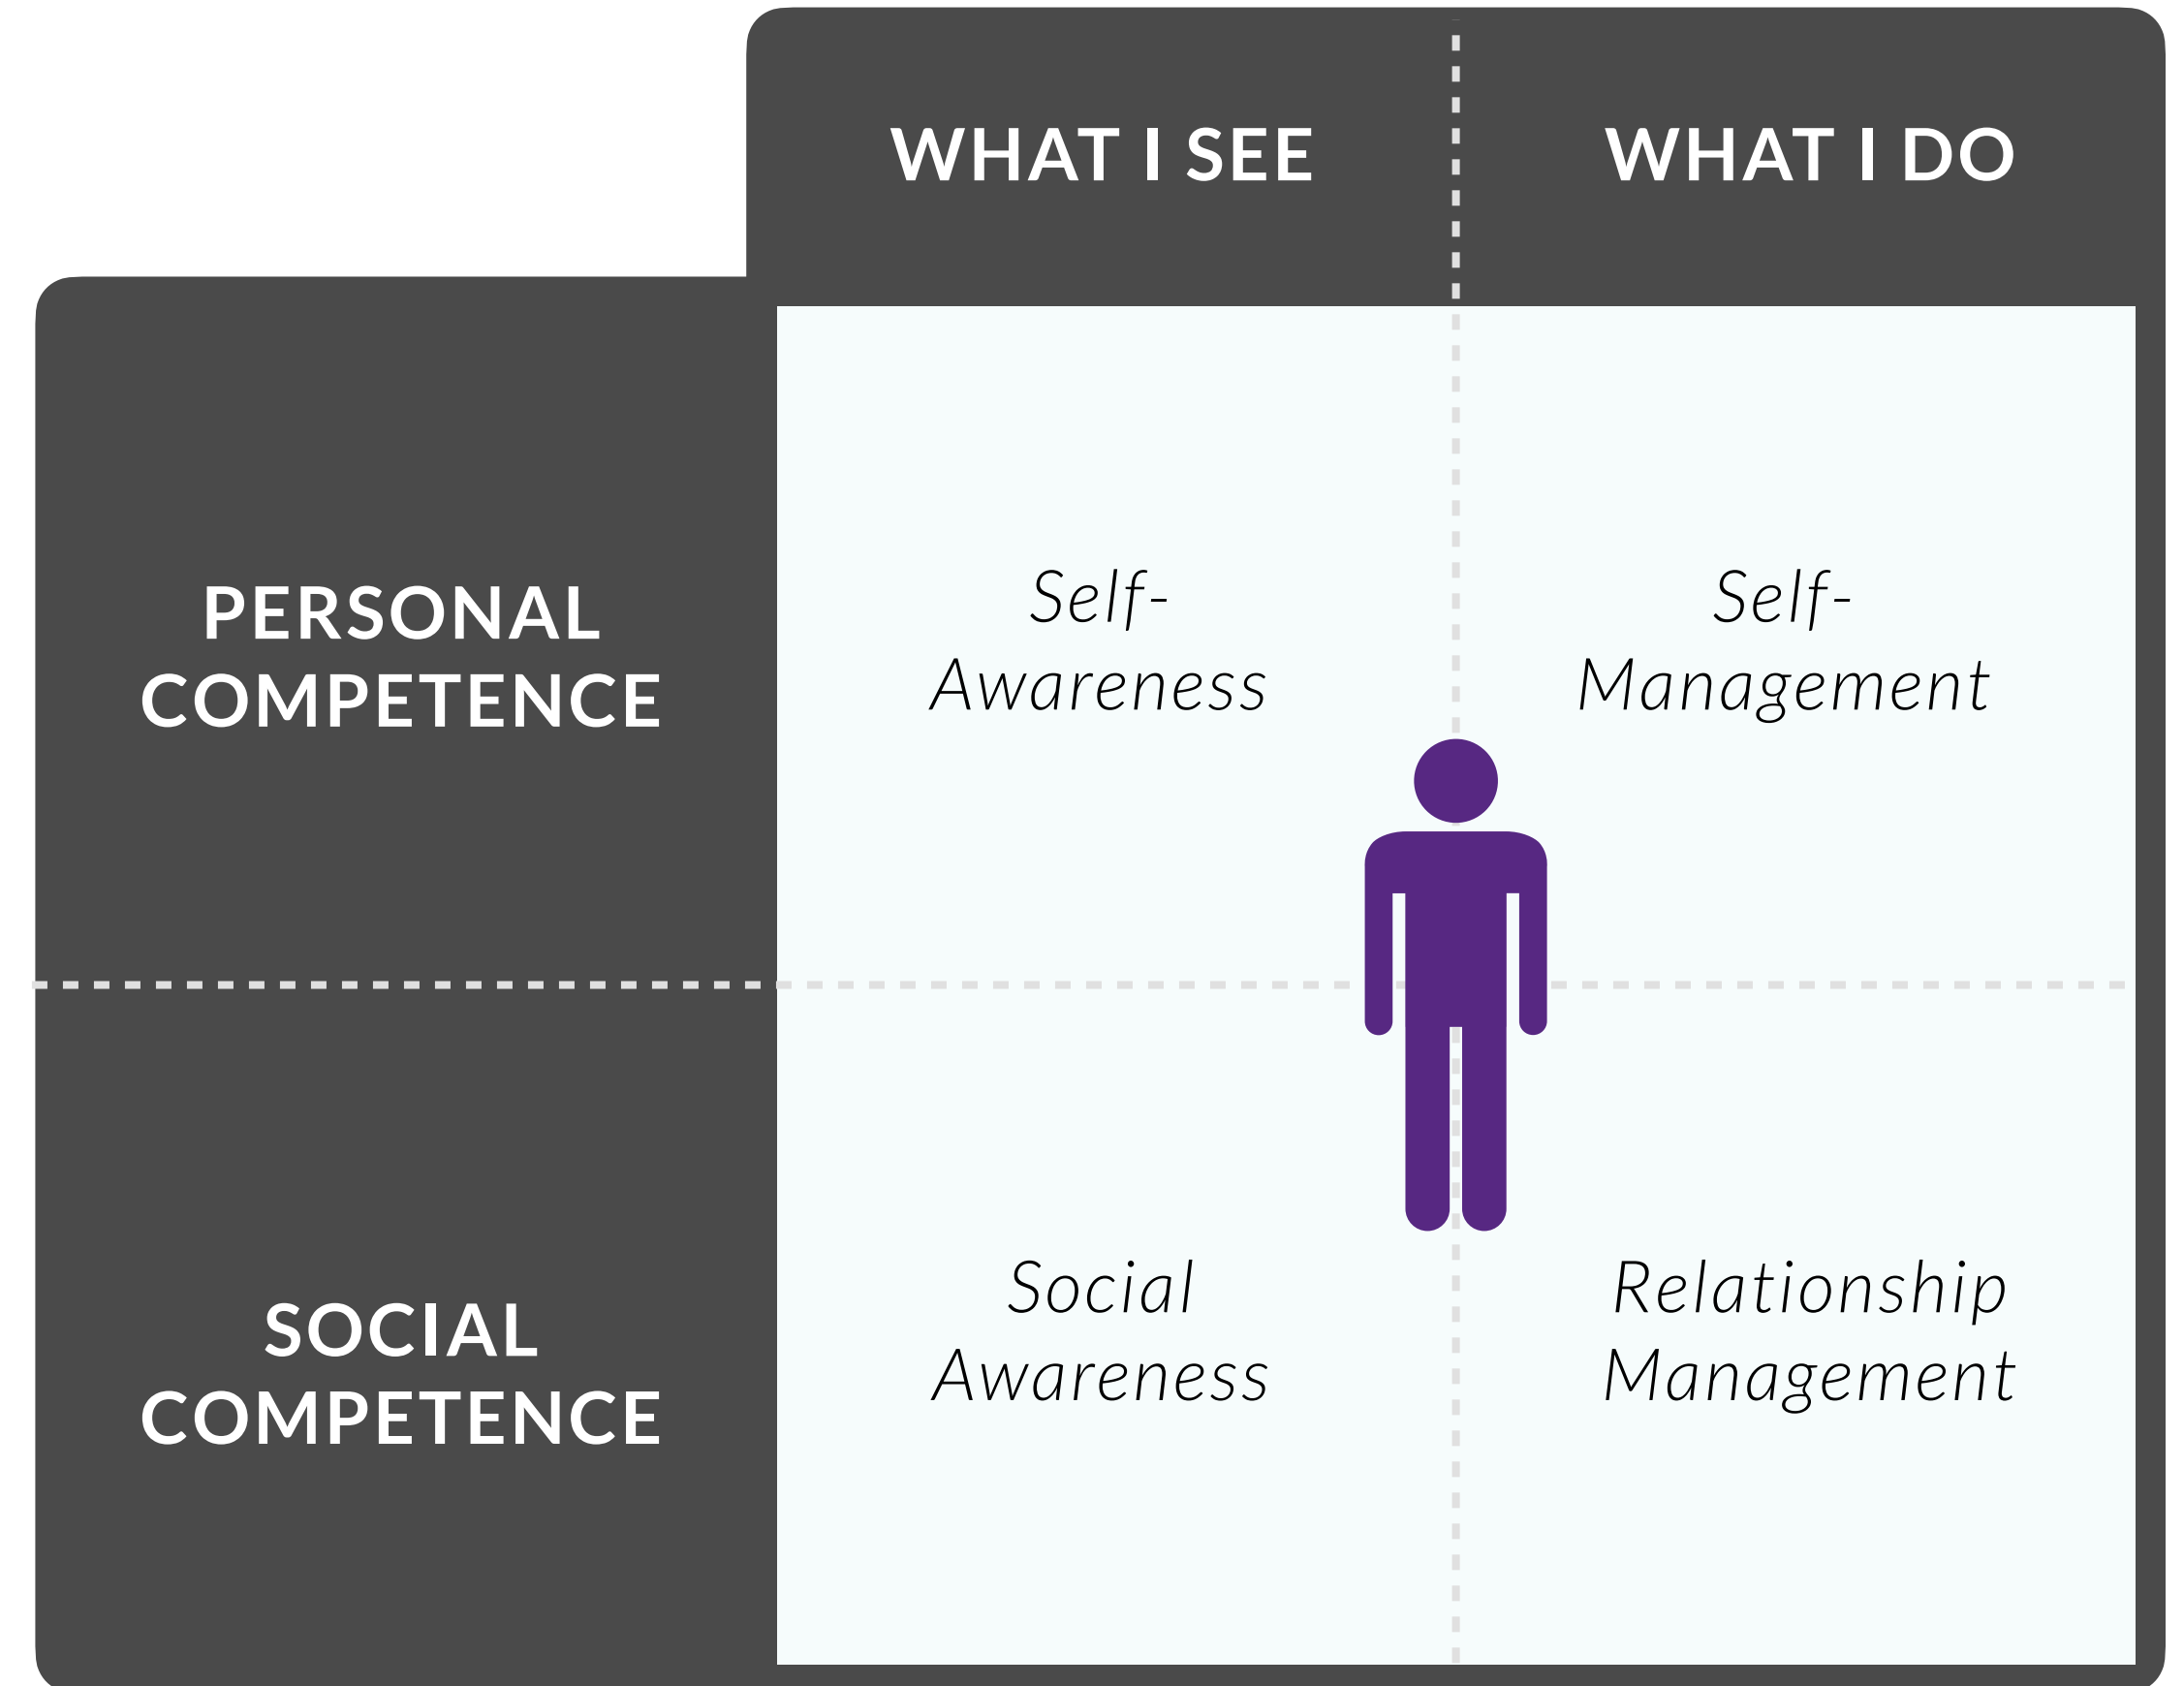 WHAT I SEE
WHAT I DO
PERSONAL
COMPETENCE
Self-
Awareness
Self-
Management
SOCIAL
COMPETENCE
Social
Awareness
Relationship
Management